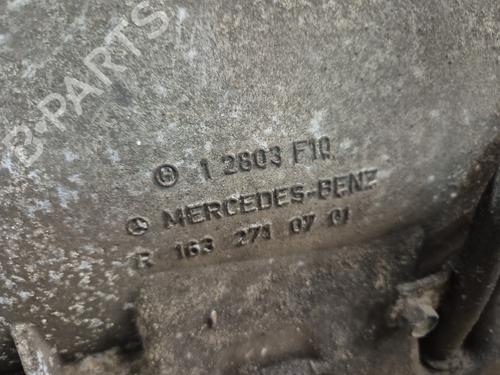 B-PARTS
1 2803 F10
MERCEDES-BENZ
R 163 271 07 01